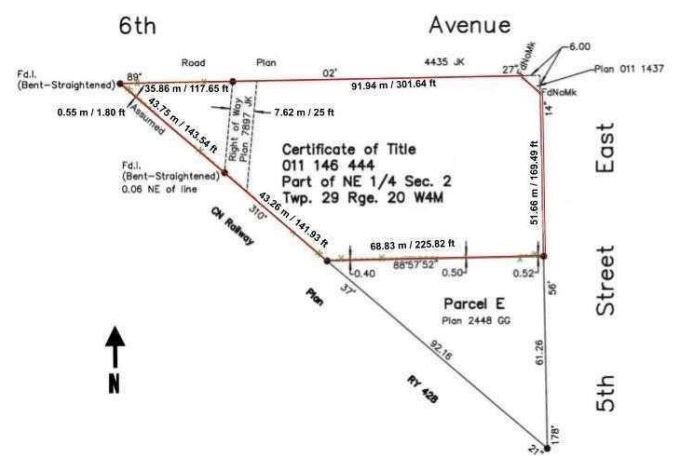 6th Avenue
Road Plan 4435 JK
Fd.I.
(Bent-Straightened)
89°
02'
27"
FdNoMk
6.00
Plan 011 1437
35.86 m / 117.65 ft
91.94 m / 301.64 ft
FdNoMk
14"
0.55 m / 1.80 ft
Assumed
43.75 m / 143.54 ft
Right of Way
Plan 7897 JK
7.62 m / 25 ft
Certificate of Title
011 146 444
Part of NE 1/4 Sec. 2
Twp. 29 Rge. 20 W4M
51.66 m / 169.49 ft
East
Fd.I.
(Bent-Straightened)
0.06 NE of line
310°
43.26 m / 141.93 ft
CN Railway
68.83 m / 225.82 ft
88°57'52"
0.40
0.50
0.52
Street
56'
37'
Plan
Parcel E
Plan 2448 GG
92.16
61.26
N
RY 428
5th
21"
178°